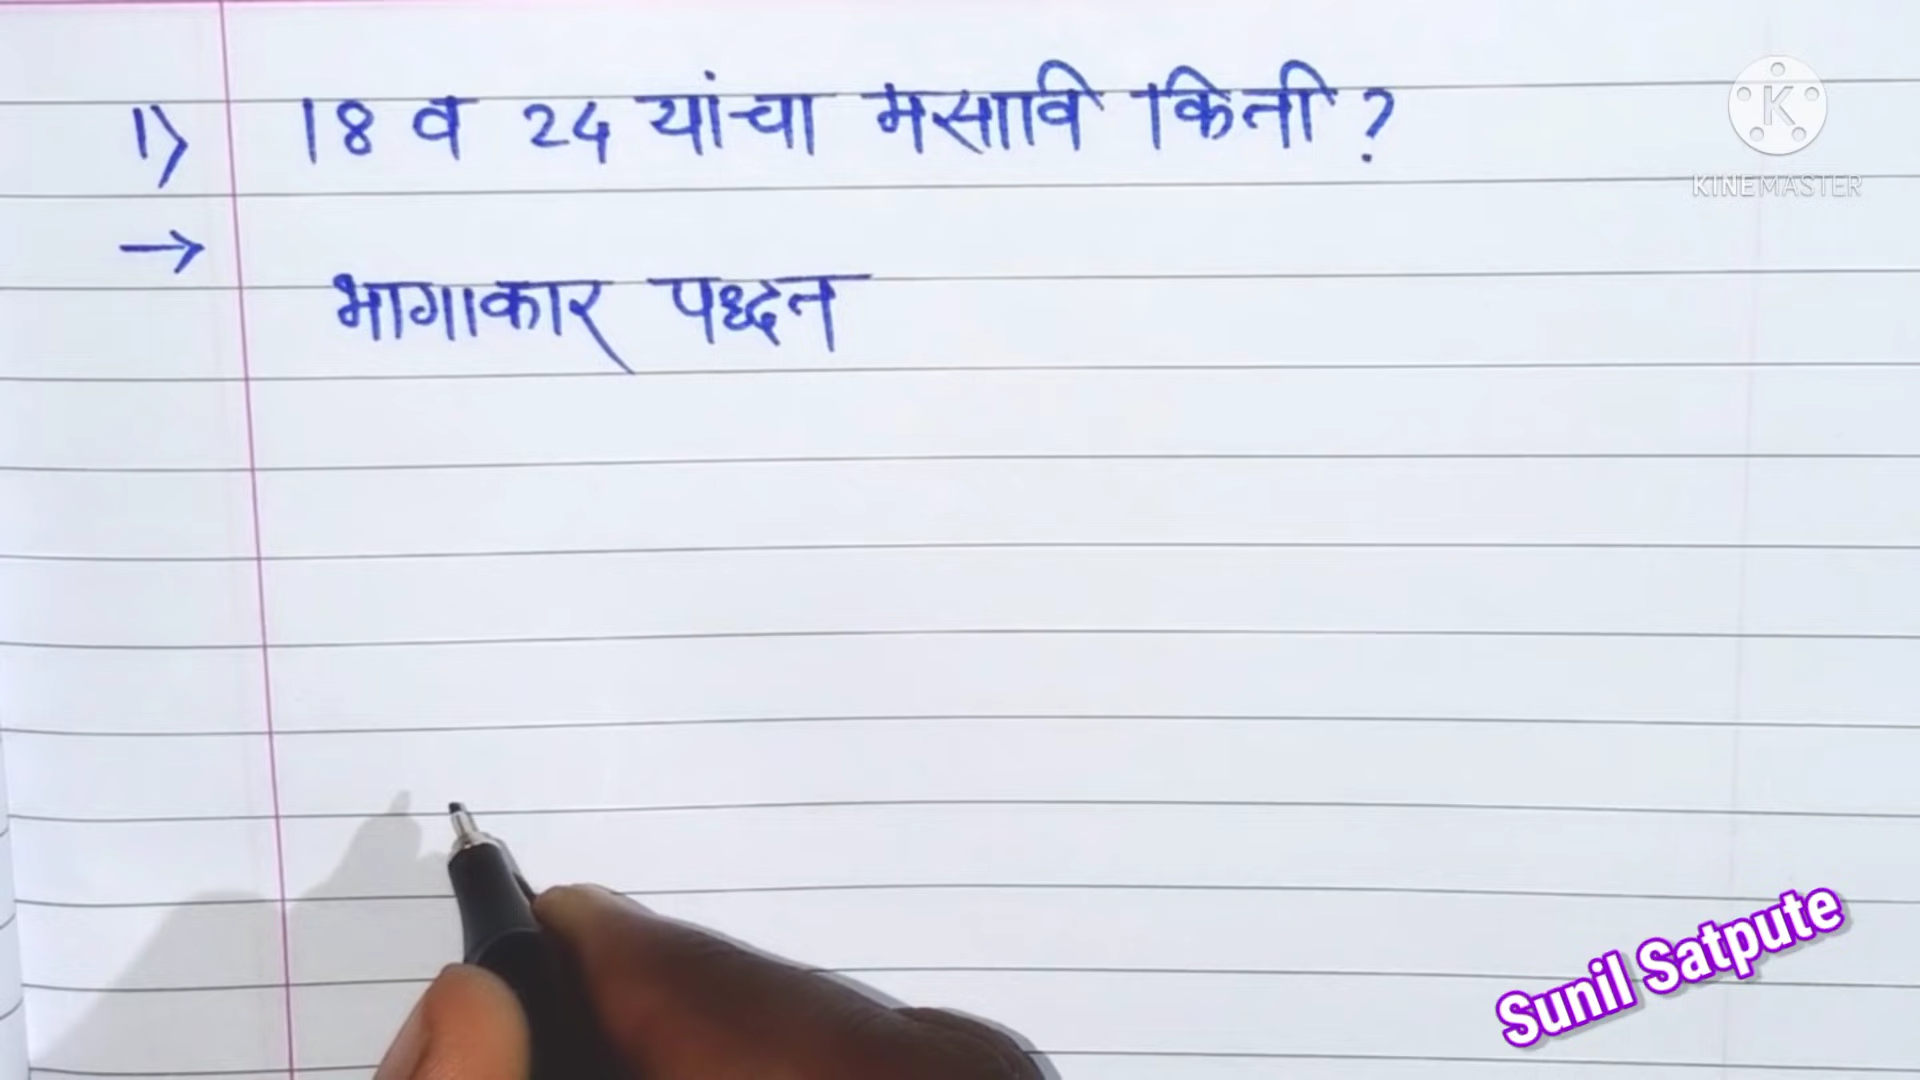 1) 18 व 24 यांचा मसावि किती ?
→
भागाकार पध्दत
K
KINEMASTER
Sunil Satpute